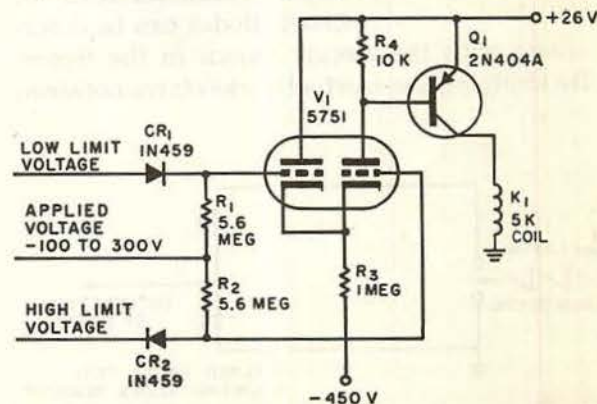 +26V
R4
10K
Q1
2N404A
V1
5751
CR1
1N459
LOW LIMIT
VOLTAGE
R1
5.6
MEG
K1
5K
COIL
APPLIED
VOLTAGE
-100 TO 300V
R2
5.6 MEG
R3
1MEG
HIGH LIMIT
VOLTAGE
CR2
1N459
-450V